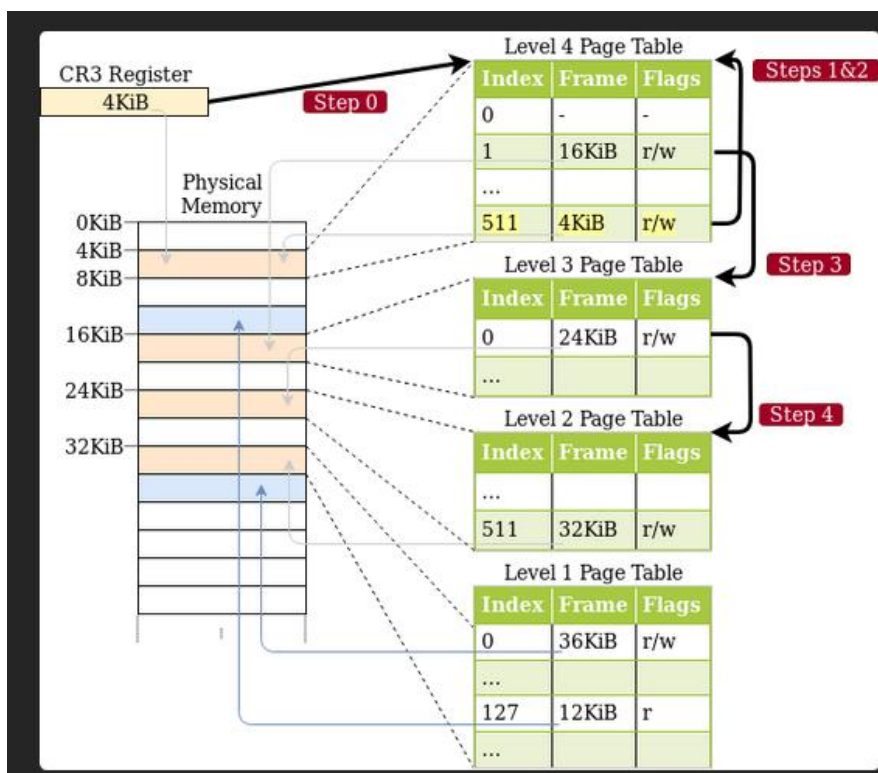 CR3 Register
4KiB
Step 0
Physical
Memory
0KiB
4KiB
8KiB
16KiB
24KiB
32KiB
Level 4 Page Table
Index Frame Flags
0 - -
1 16KiB r/w
...
511 4KiB r/w
Steps 1&2
Level 3 Page Table
Step 3
Index Frame Flags
0 24KiB r/w
...
Level 2 Page Table
Step 4
Index Frame Flags
...
511 32KiB r/w
Level 1 Page Table
Index Frame Flags
0 36KiB r/w
...
127 12KiB r
...